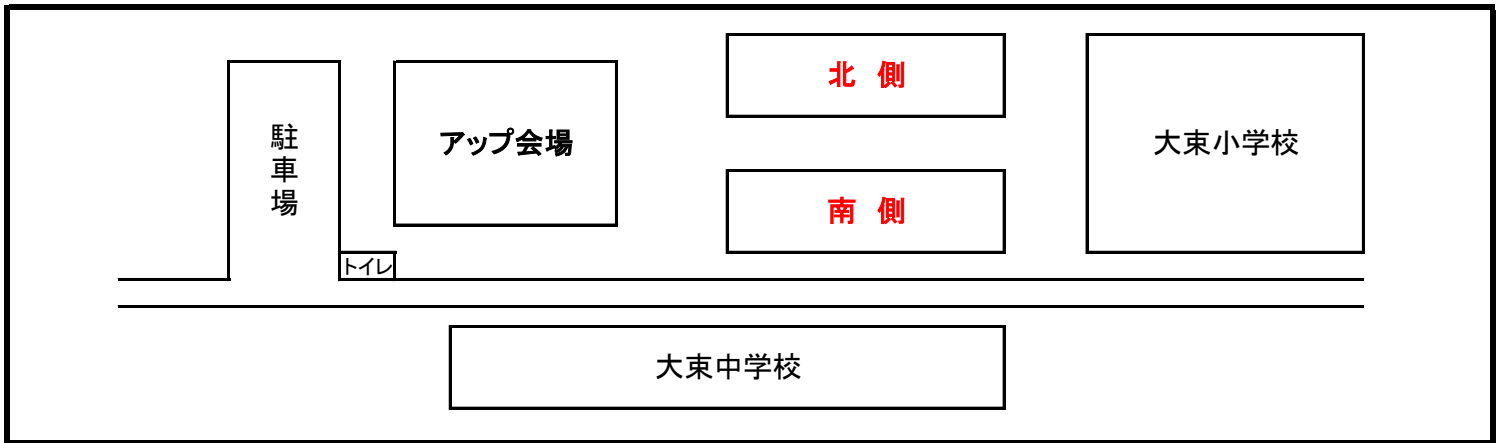 駐車場
アップ会場
北 側
南 側
大東小学校
トイレ
大東中学校